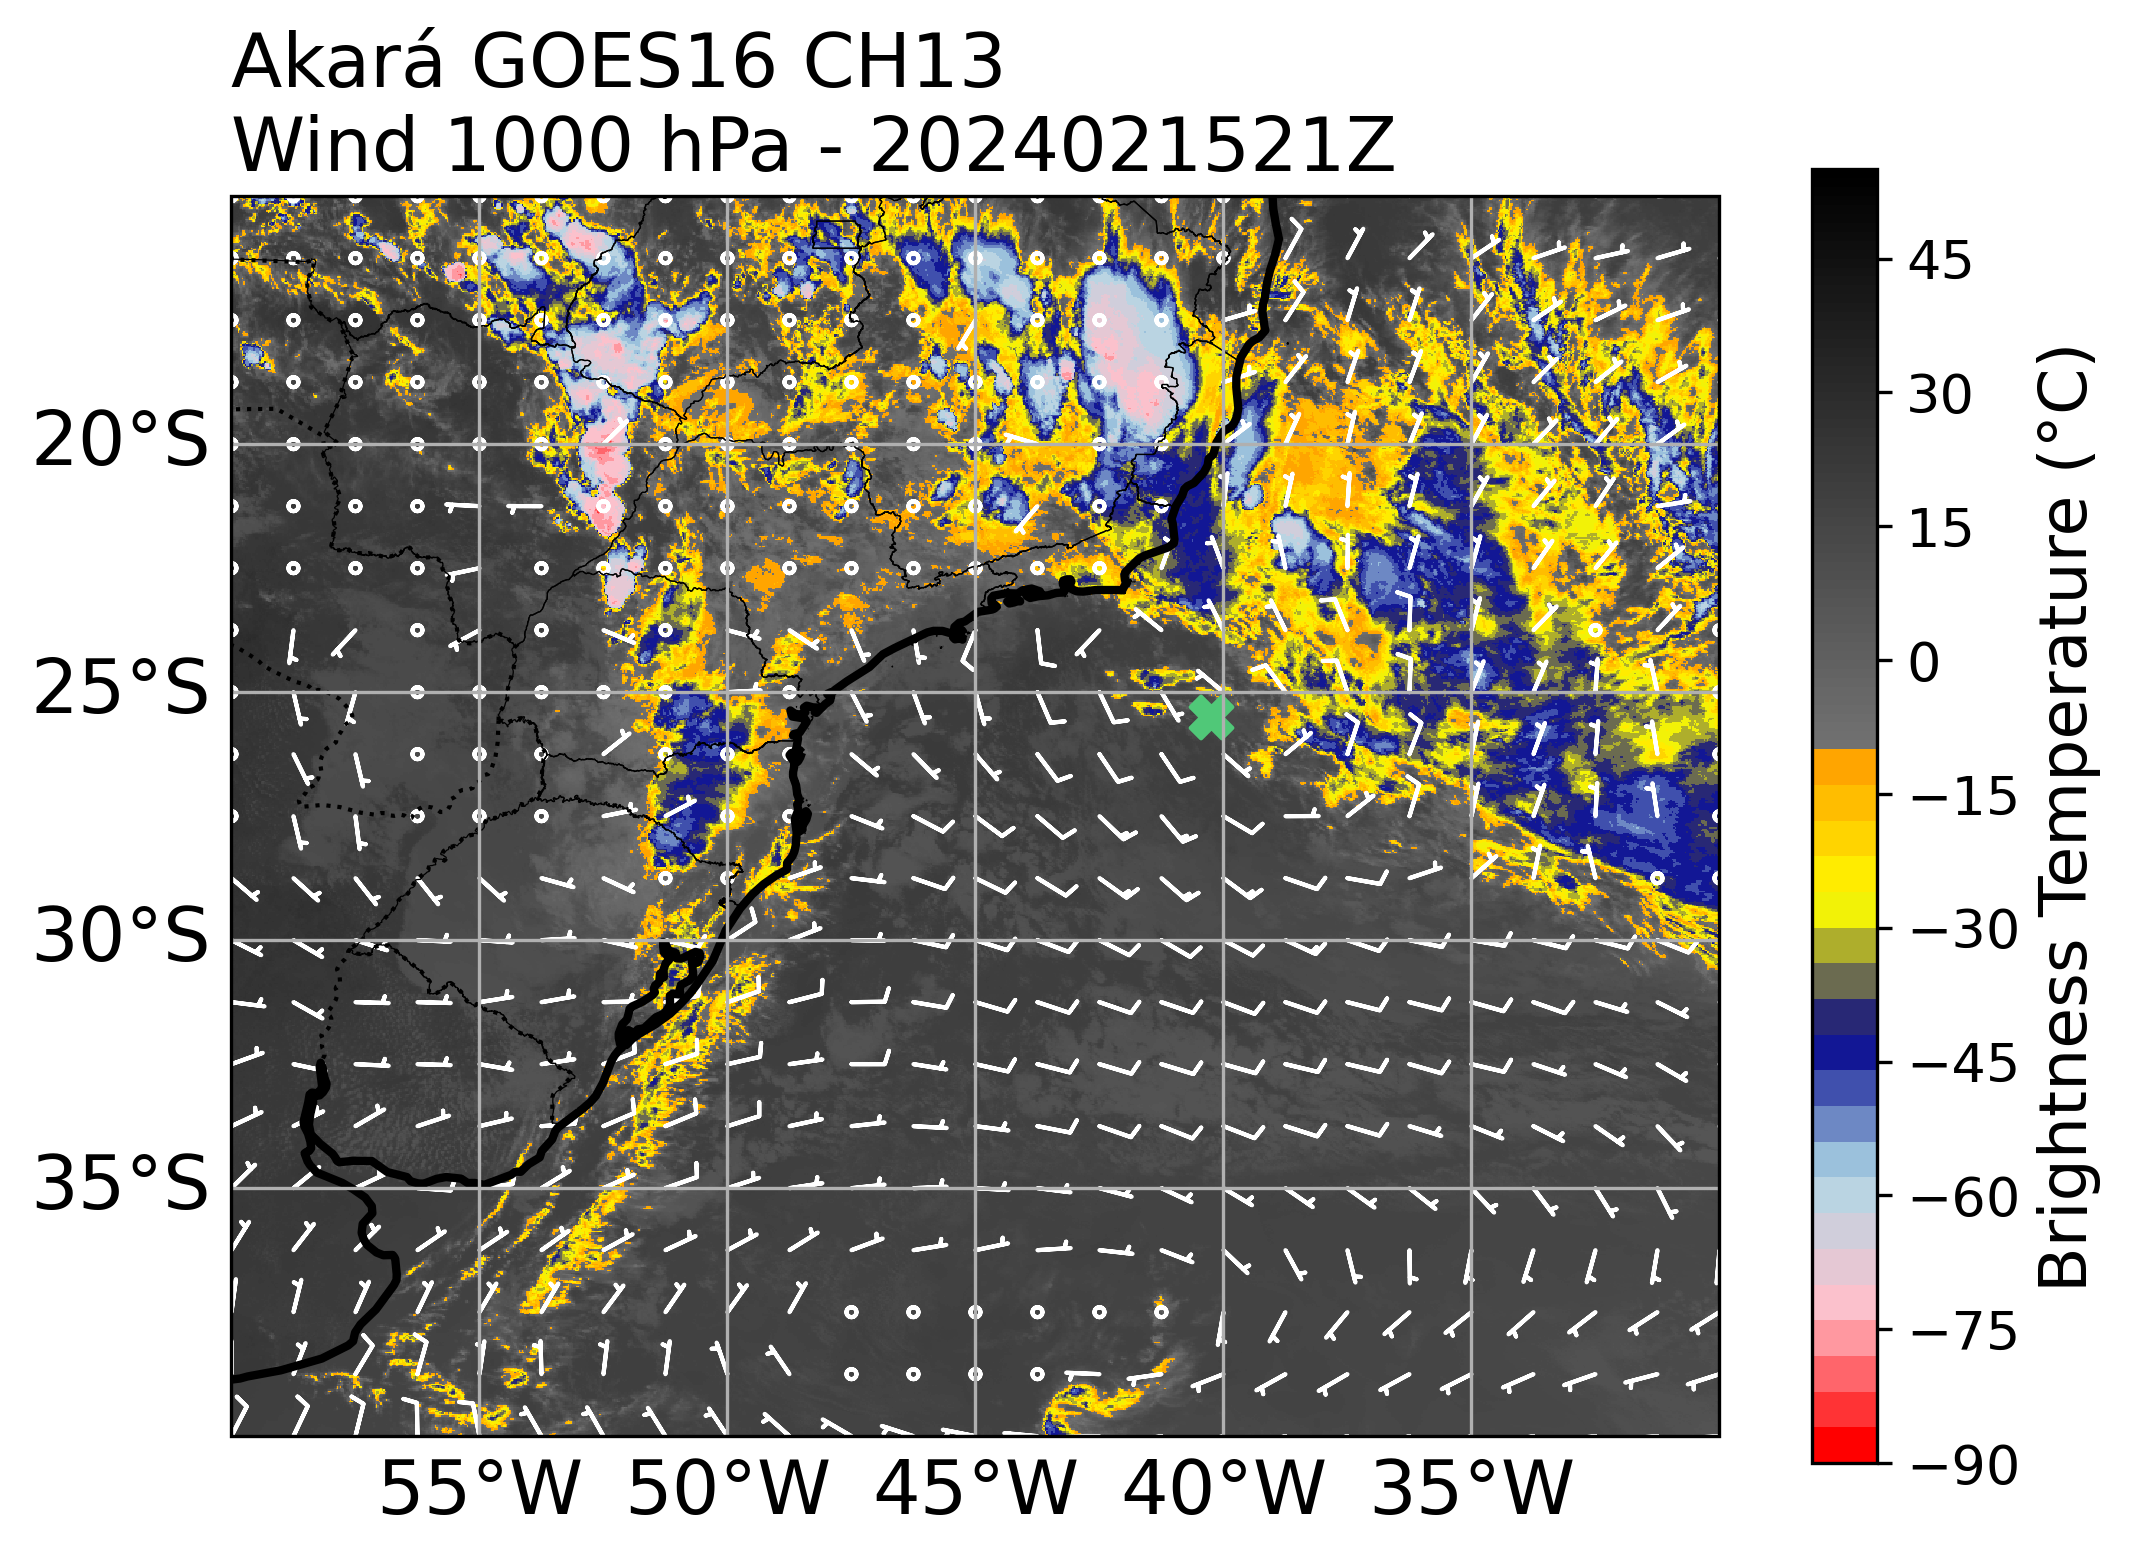 Akará GOES16 CH13
Wind 1000 hPa - 2024021521Z
20°S
25°S
30°S
35°S
55°W 50°W 45°W 40°W 35°W
45
30
15
0
−15
−30
−45
−60
−75
−90
Brightness Temperature (°C)